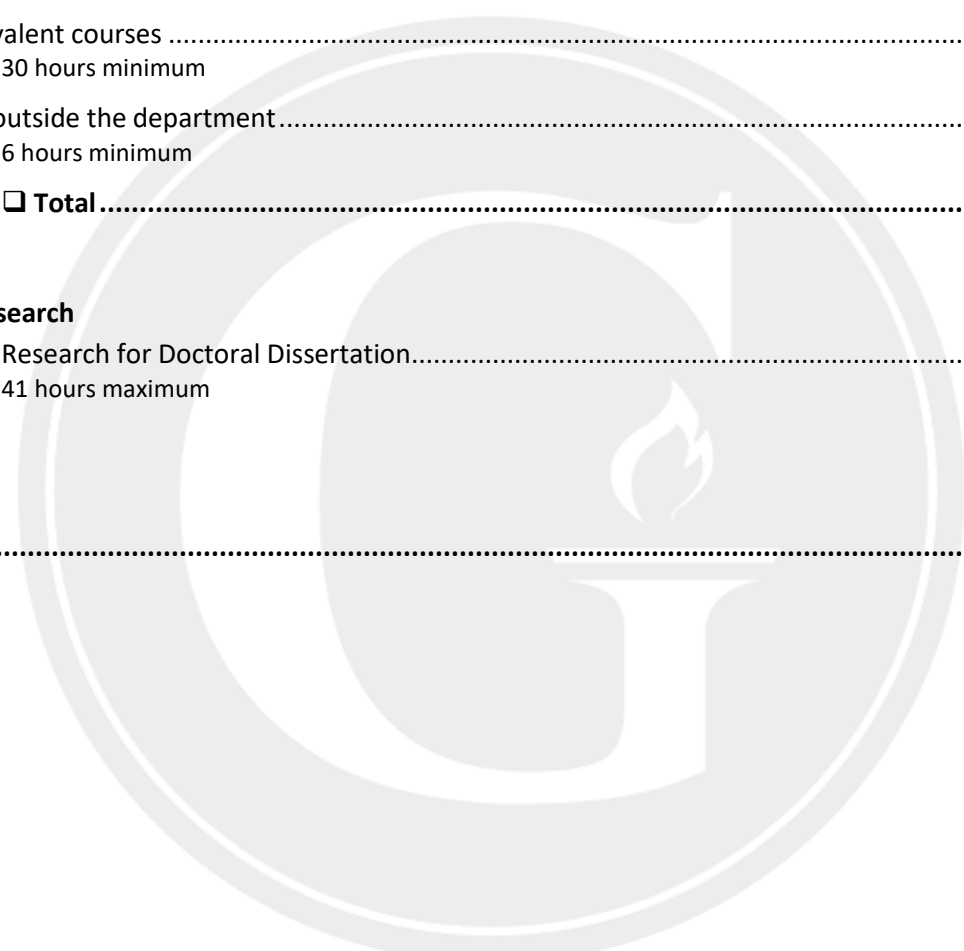 valent courses ........................................................................................................
30 hours minimum
outside the department........................................................................................
6 hours minimum
❑ Total.............................................................................................................
search
Research for Doctoral Dissertation.....................................................................
41 hours maximum
.........................................................................................................................
G